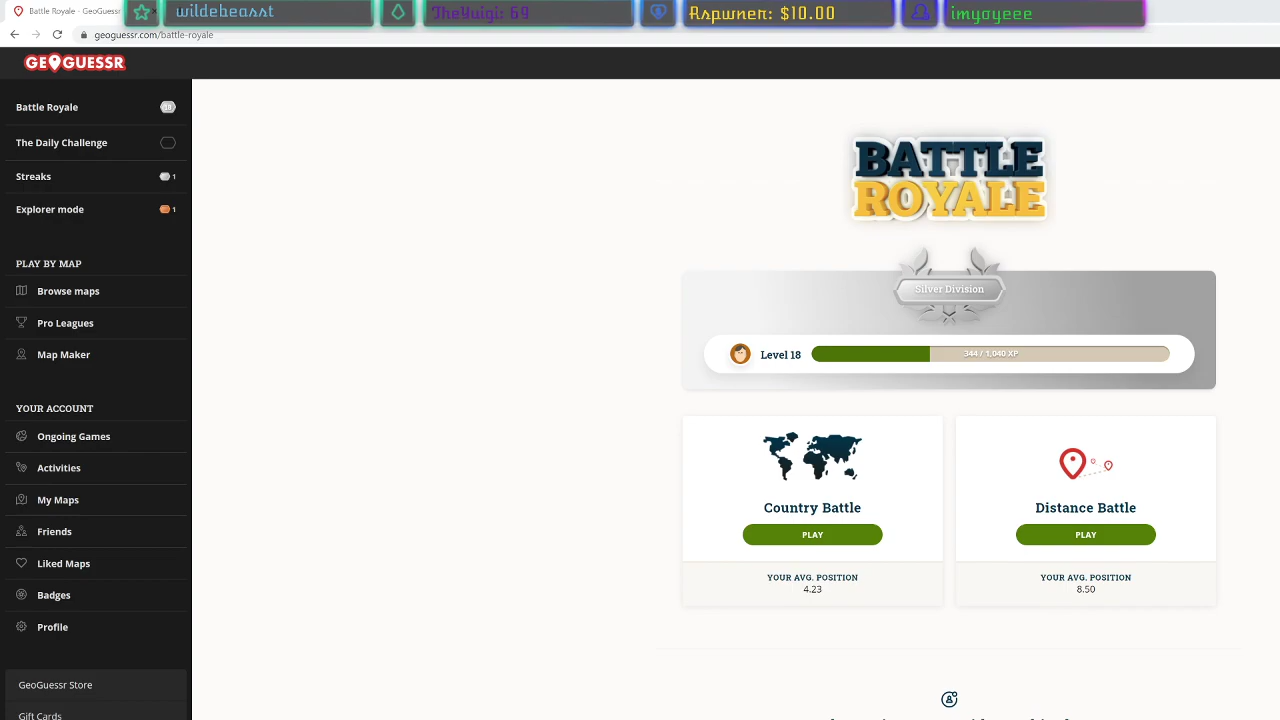 Battle Royale - GeoGuessr
wildebeasst
TheYuigi: 69
Aspwner: $10.00
imyoyeee
geoguessr.com/battle-royale
GEOGUESSR
Battle Royale
18
The Daily Challenge
Streaks
1
Explorer mode
1
PLAY BY MAP
Browse maps
Pro Leagues
Map Maker
YOUR ACCOUNT
Ongoing Games
Activities
My Maps
Friends
Liked Maps
Badges
Profile
GeoGuessr Store
Gift Cards
BATTLE
ROYALE
Silver Division
Level 18
344 / 1,040 XP
Country Battle
PLAY
YOUR AVG. POSITION
4.23
Distance Battle
PLAY
YOUR AVG. POSITION
8.50